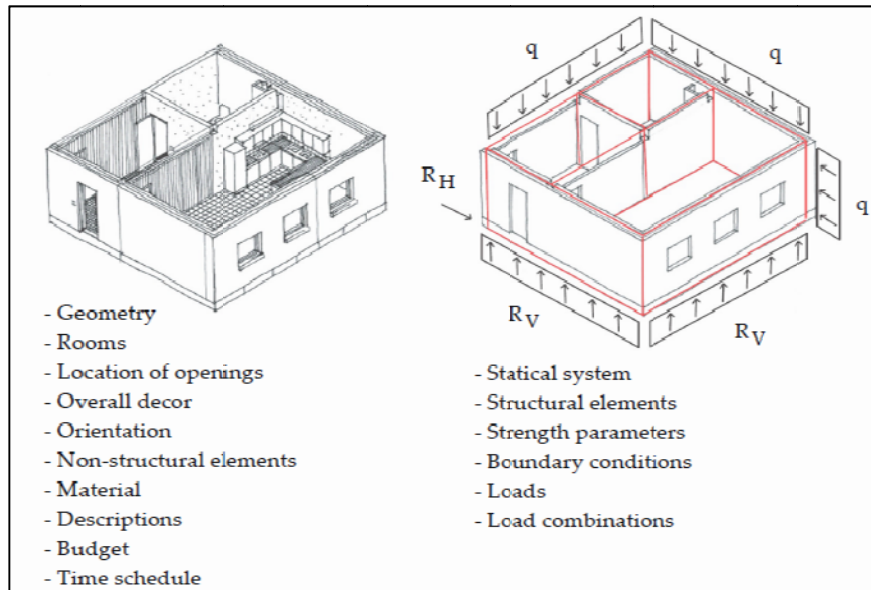 q
q
R_H
q
R_V
R_V
- Geometry
- Rooms
- Location of openings
- Overall decor
- Orientation
- Non-structural elements
- Material
- Descriptions
- Budget
- Time schedule
- Statical system
- Structural elements
- Strength parameters
- Boundary conditions
- Loads
- Load combinations